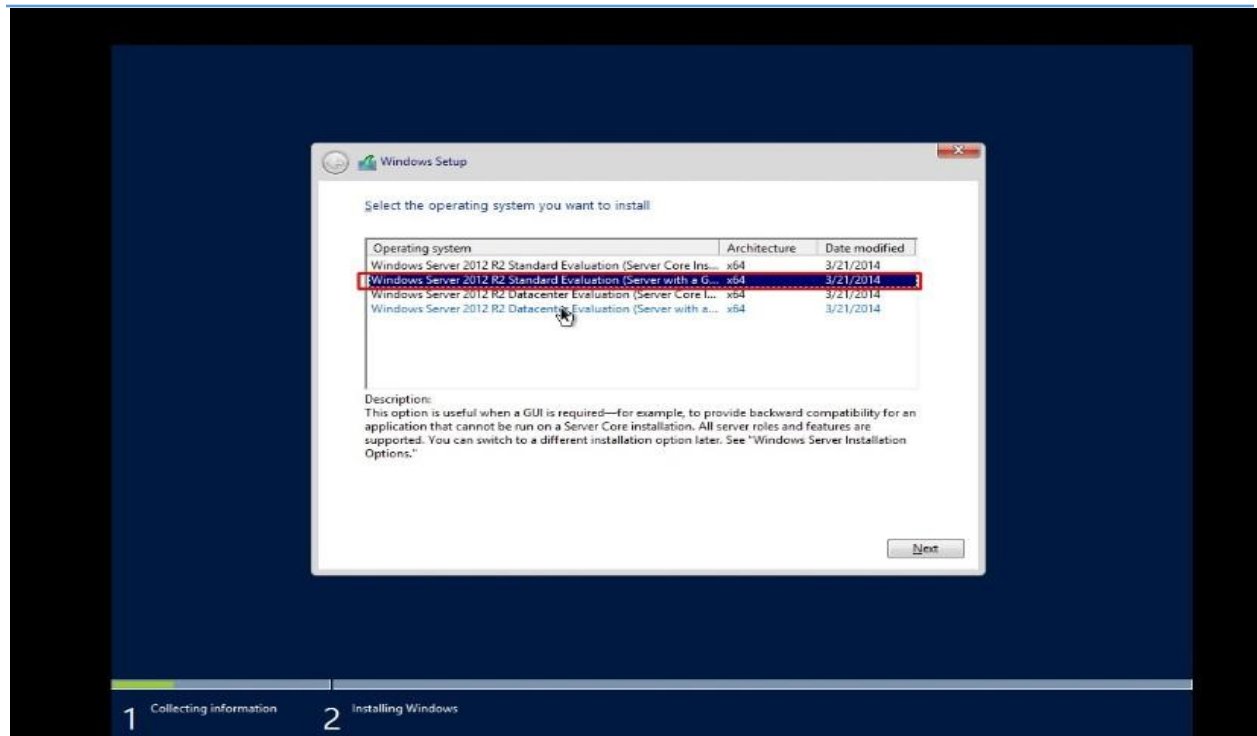 Windows Setup
Select the operating system you want to install
Operating system Architecture Date modified
Windows Server 2012 R2 Standard Evaluation (Server Core Ins... x64 3/21/2014
Windows Server 2012 R2 Standard Evaluation (Server with a G... x64 3/21/2014
Windows Server 2012 R2 Datacenter Evaluation (Server Core I... x64 3/21/2014
Windows Server 2012 R2 Datacenter Evaluation (Server with a... x64 3/21/2014
Description:
This option is useful when a GUI is required—for example, to provide backward compatibility for an
application that cannot be run on a Server Core installation. All server roles and features are
supported. You can switch to a different installation option later. See "Windows Server Installation
Options."
Next
1 Collecting information 2 Installing Windows